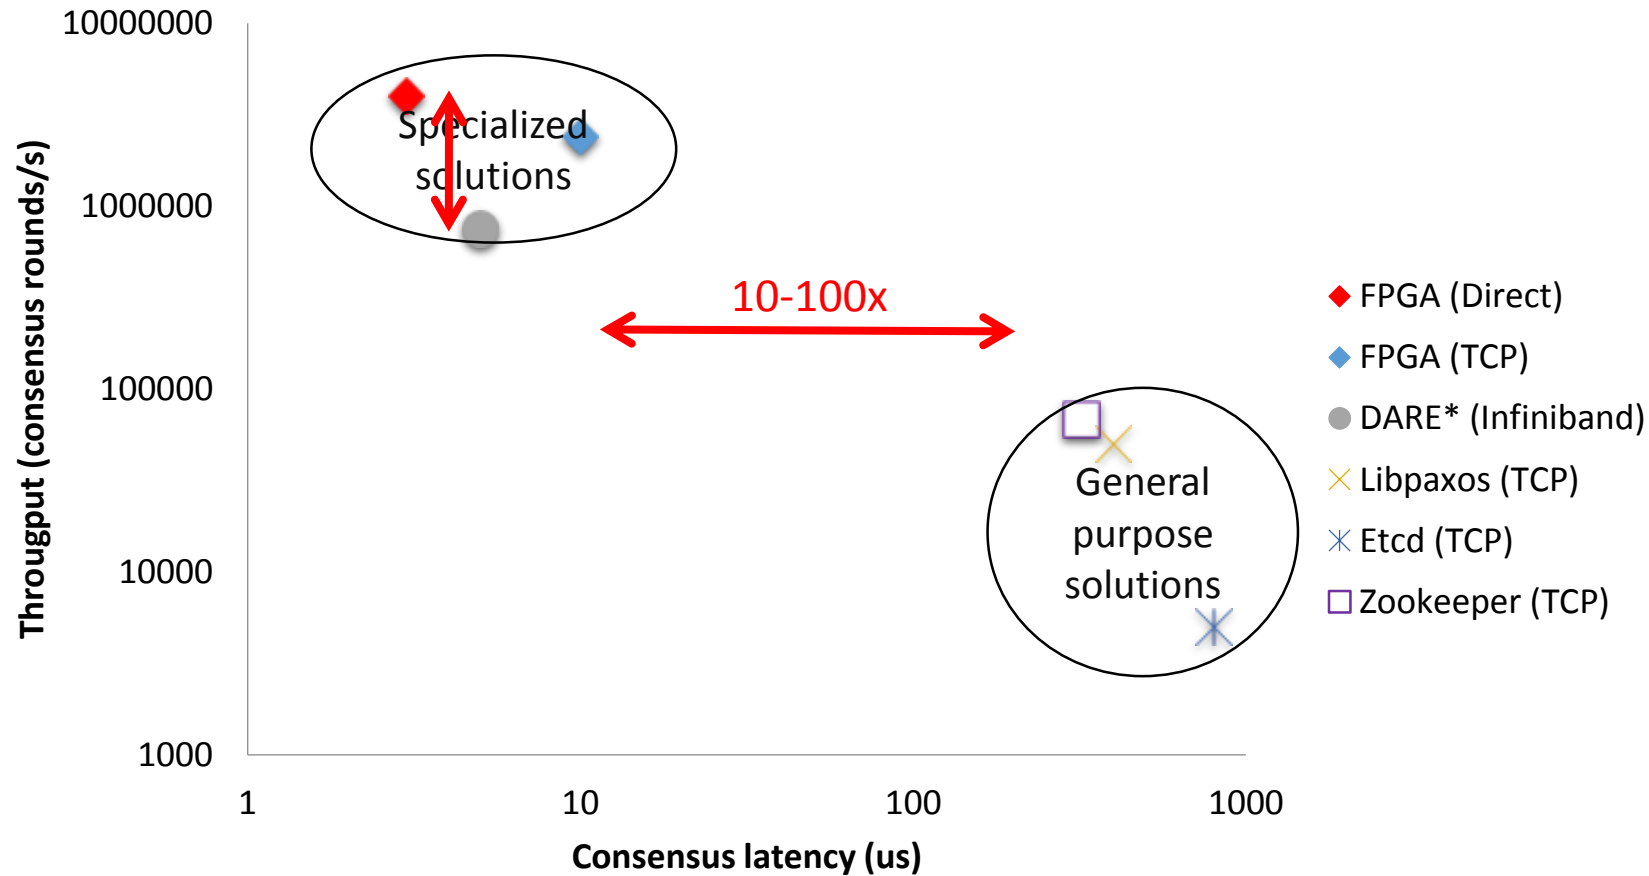 10000000
1000000
100000
10000
1000
1
10
100
1000
Througput (consensus rounds/s)
Consensus latency (us)
Specialized
solutions
10-100x
General
purpose
solutions
FPGA (Direct)
FPGA (TCP)
DARE* (Infiniband)
Libpaxos (TCP)
Etcd (TCP)
Zookeeper (TCP)